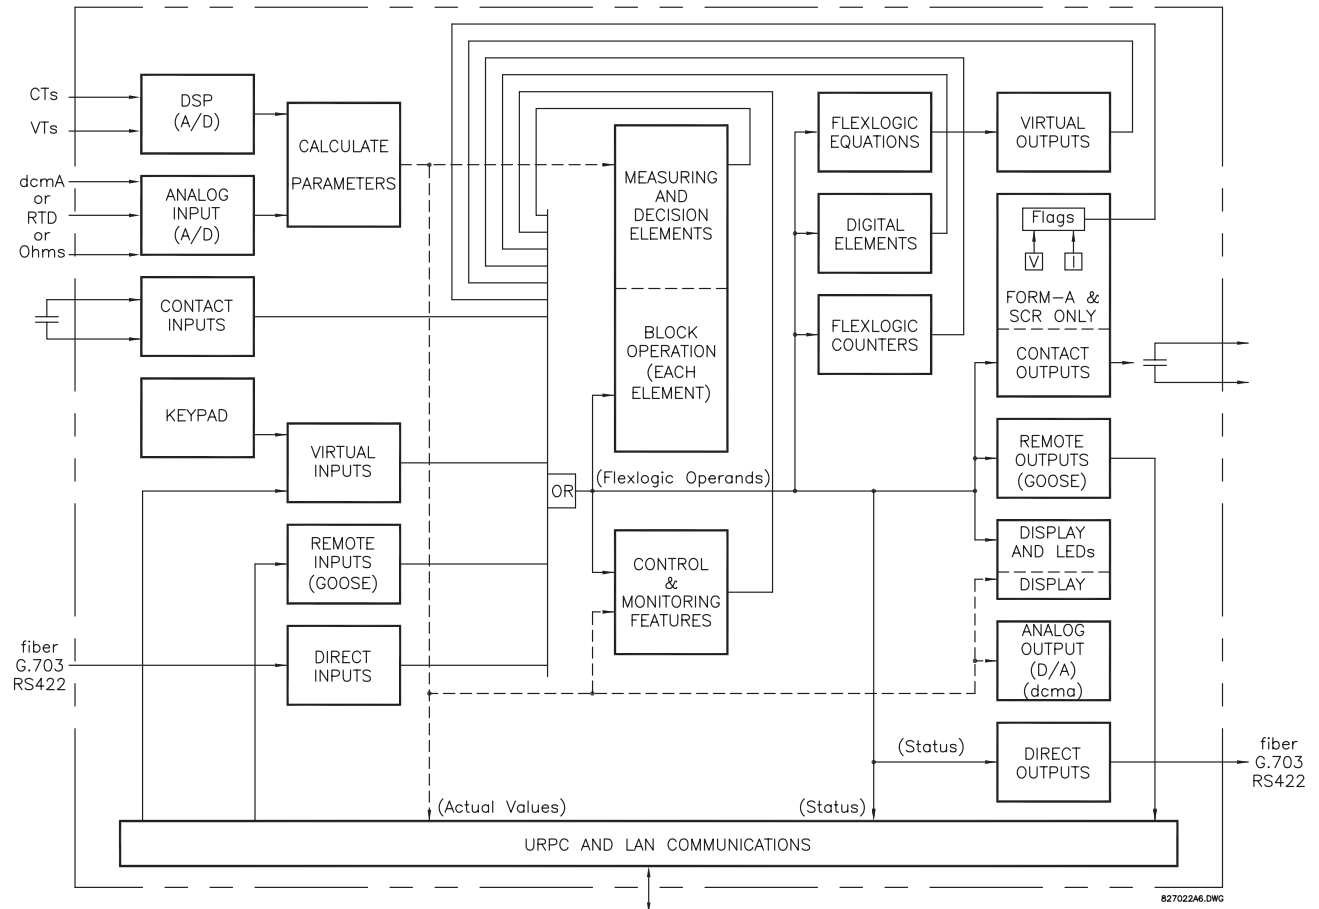 CTs
VTs
dcmA
or
RTD
or
Ohms
DSP
(A/D)
ANALOG
INPUT
(A/D)
CALCULATE
PARAMETERS
CONTACT
INPUTS
KEYPAD
VIRTUAL
INPUTS
REMOTE
INPUTS
(GOOSE)
fiber
G.703
RS422
DIRECT
INPUTS
OR
MEASURING
AND
DECISION
ELEMENTS
BLOCK
OPERATION
(EACH
ELEMENT)
(Flexlogic Operands)
CONTROL
&
MONITORING
FEATURES
FLEXLOGIC
EQUATIONS
DIGITAL
ELEMENTS
FLEXLOGIC
COUNTERS
VIRTUAL
OUTPUTS
Flags
V
I
FORM-A &
SCR ONLY
CONTACT
OUTPUTS
REMOTE
OUTPUTS
(GOOSE)
DISPLAY
AND LEDs
DISPLAY
ANALOG
OUTPUT
(D/A)
(dcma)
(Status)
DIRECT
OUTPUTS
fiber
G.703
RS422
(Actual Values)
(Status)
URPC AND LAN COMMUNICATIONS
827022A6.DWG